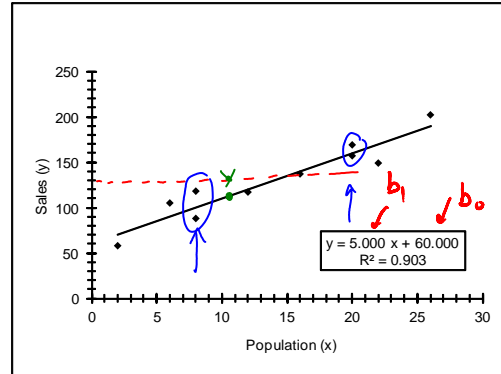 250
200
150
100
50
0
Sales (y)
0 5 10 15 20 25 30
Population (x)
b₁
b₀
y = 5.000 x + 60.000
R² = 0.903